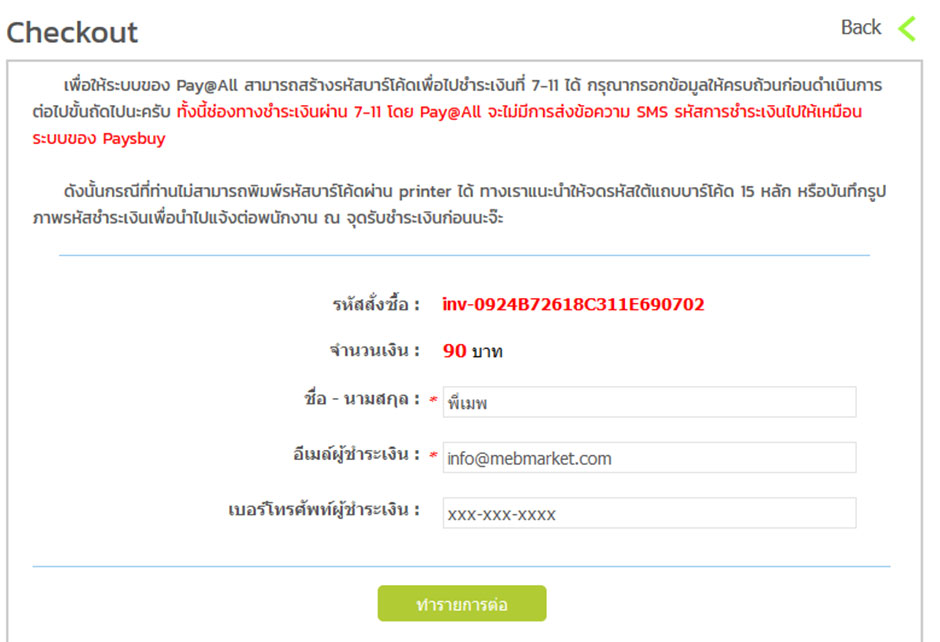 Checkout
Back
เพื่อให้ระบบของ Pay@All สามารถสร้างรหัสบาร์โค้ดเพื่อไปชำระเงินที่ 7-11 ได้ กรุณากรอกข้อมูลให้ครบถ้วนก่อนดำเนินการ
ต่อไปขั้นถัดไปนะครับ ทั้งนี้ช่องทางชำระเงินผ่าน 7-11 โดย Pay@All จะไม่มีการส่งข้อความ SMS รหัสการชำระเงินไปให้เหมือน
ระบบของ Paysbuy
ดังนั้นกรณีที่ท่านไม่สามารถพิมพ์รหัสบาร์โค้ดผ่าน printer ได้ ทางเราแนะนำให้จดรหัสใต้แถบบาร์โค้ด 15 หลัก หรือบันทึกรูป
ภาพรหัสชำระเงินเพื่อนำไปแจ้งต่อพนักงาน ณ จุดรับชำระเงินก่อนนะจ๊ะ
รหัสสั่งซื้อ : inv-0924B72618C311E690702
จำนวนเงิน : 90 บาท
ชื่อ - นามสกุล : * พี่เมพ
อีเมล์ผู้ชำระเงิน : * info@mebmarket.com
เบอร์โทรศัพท์ผู้ชำระเงิน : xxx-xxx-xxxx
ทำรายการต่อ